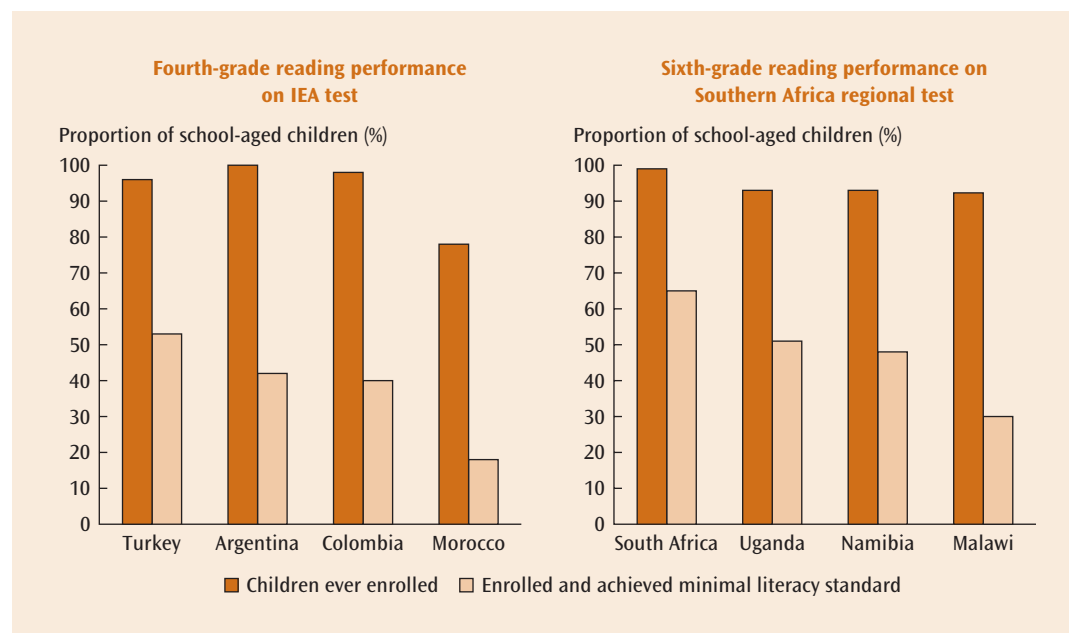 Fourth-grade reading performance
on IEA test
Proportion of school-aged children (%)
100
90
80
70
60
50
40
30
20
10
0
Turkey Argentina Colombia Morocco
Sixth-grade reading performance on
Southern Africa regional test
Proportion of school-aged children (%)
100
90
80
70
60
50
40
30
20
10
0
South Africa Uganda Namibia Malawi
Children ever enrolled Enrolled and achieved minimal literacy standard